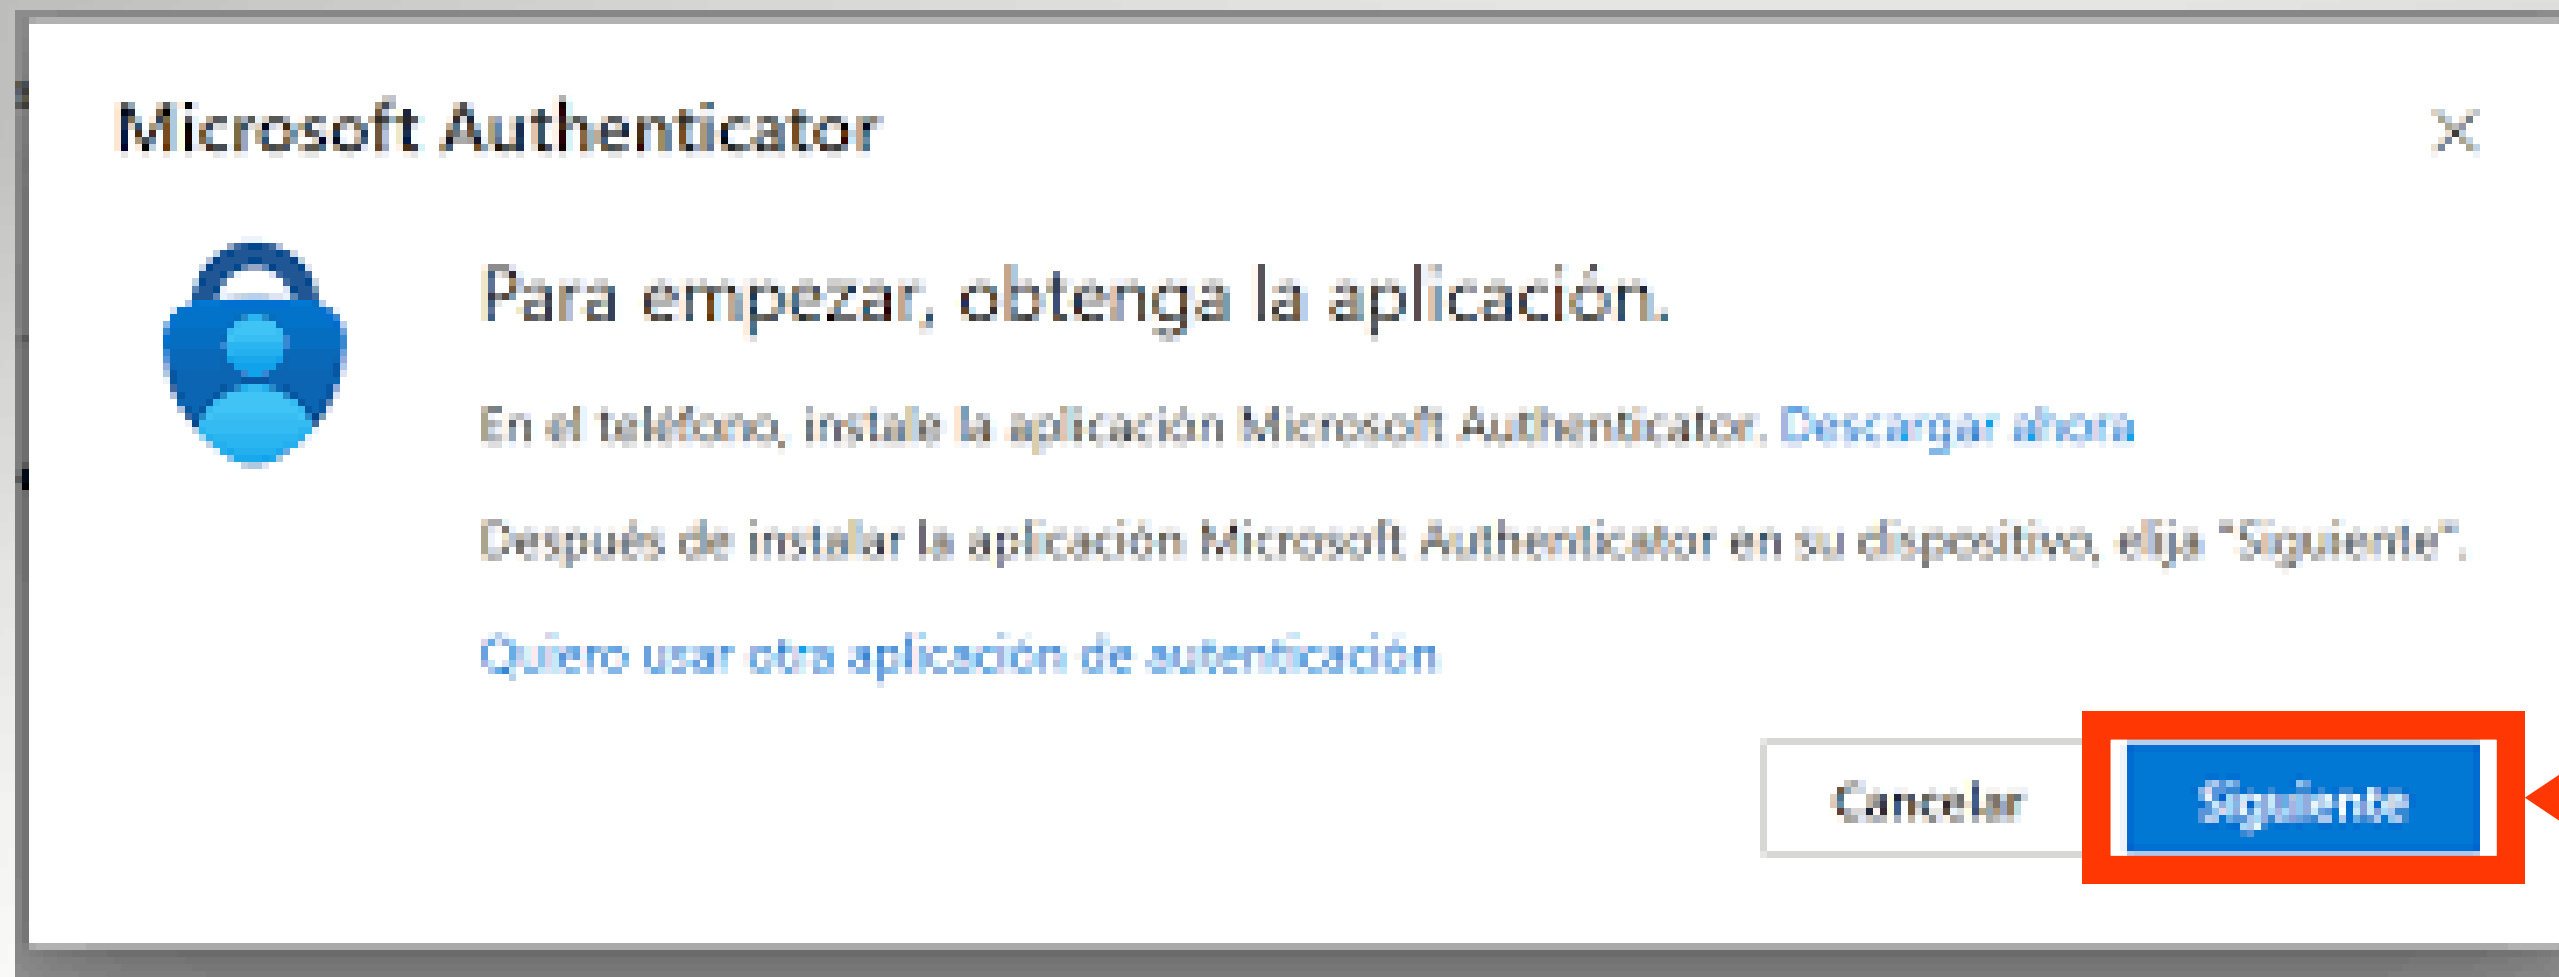 Microsoft Authenticator
Para empezar, obtenga la aplicación.
En el teléfono, instale la aplicación Microsoft Authenticator. Descargar ahora
Después de instalar la aplicación Microsoft Authenticator en su dispositivo, elija "Siguiente".
Quiero usar otra aplicación de autenticación
Cancelar Siguiente